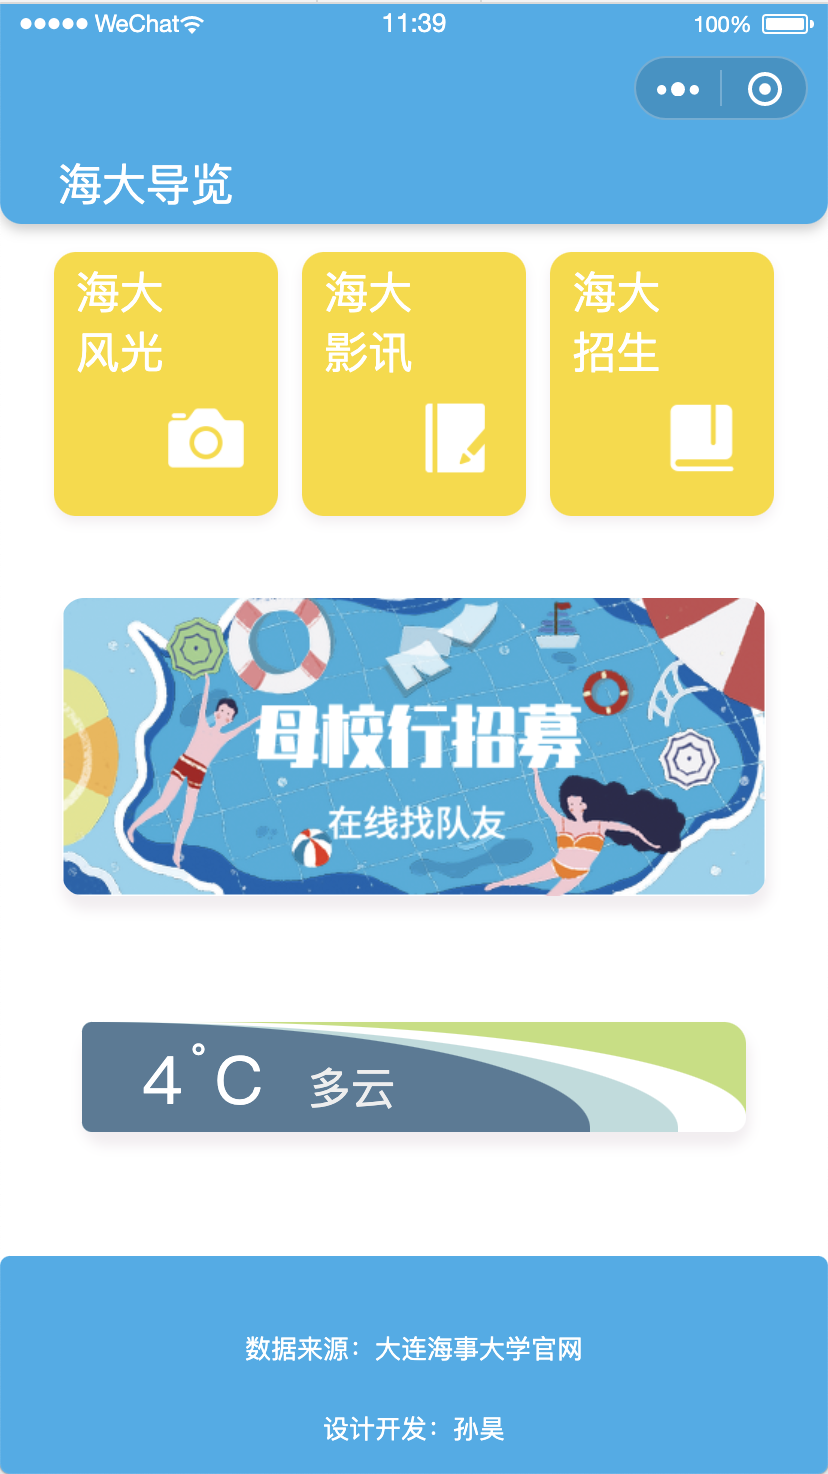 WeChat
11:39
100%
海大导览
海大
风光
海大
影讯
海大
招生
母校行招募
在线找队友
4°C 多云
数据来源：大连海事大学官网
设计开发：孙昊